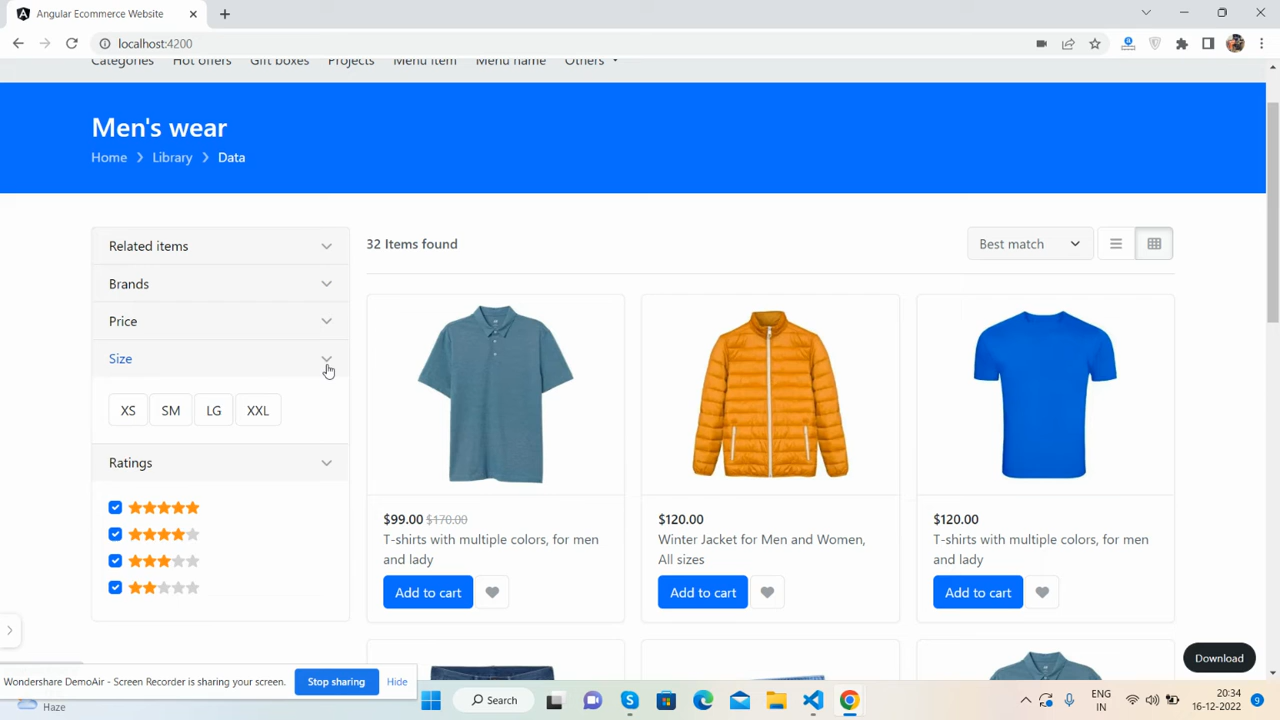 Angular Ecommerce Website
localhost:4200
Categories Hot offers Gift boxes Projects Menu item Menu name Others
Men's wear
Home Library Data
Related items
Brands
Price
Size
XS SM LG XXL
Ratings
32 Items found
Best match
$99.00 $170.00
T-shirts with multiple colors, for men
and lady
Add to cart
$120.00
Winter Jacket for Men and Women,
All sizes
Add to cart
$120.00
T-shirts with multiple colors, for men
and lady
Add to cart
Download
Wondershare DemoAir - Screen Recorder is sharing your screen. Stop sharing Hide
Haze
Search
ENG
IN
20:34
16-12-2022
9